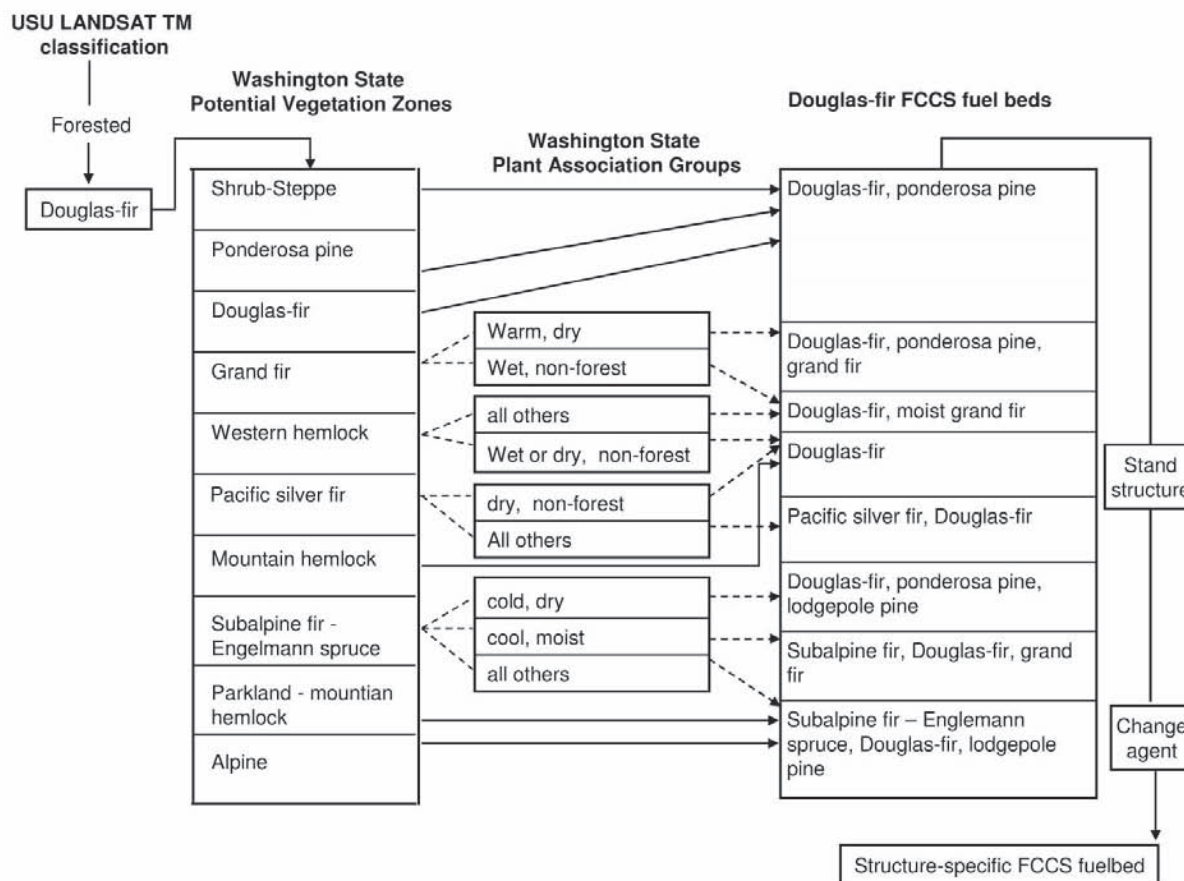 USU LANDSAT TM
classification
Forested
Douglas-fir
Washington State
Potential Vegetation Zones
Shrub-Steppe
Ponderosa pine
Douglas-fir
Grand fir
Western hemlock
Pacific silver fir
Mountain hemlock
Subalpine fir -
Engelmann spruce
Parkland - mountian
hemlock
Alpine
Washington State
Plant Association Groups
Warm, dry
Wet, non-forest
all others
Wet or dry, non-forest
dry, non-forest
All others
cold, dry
cool, moist
all others
Douglas-fir FCCS fuel beds
Douglas-fir, ponderosa pine
Douglas-fir, ponderosa pine,
grand fir
Douglas-fir, moist grand fir
Douglas-fir
Pacific silver fir, Douglas-fir
Douglas-fir, ponderosa pine,
lodgepole pine
Subalpine fir, Douglas-fir, grand
fir
Subalpine fir – Englemann
spruce, Douglas-fir, lodgepole
pine
Stand
structure
Change
agent
Structure-specific FCCS fuelbed